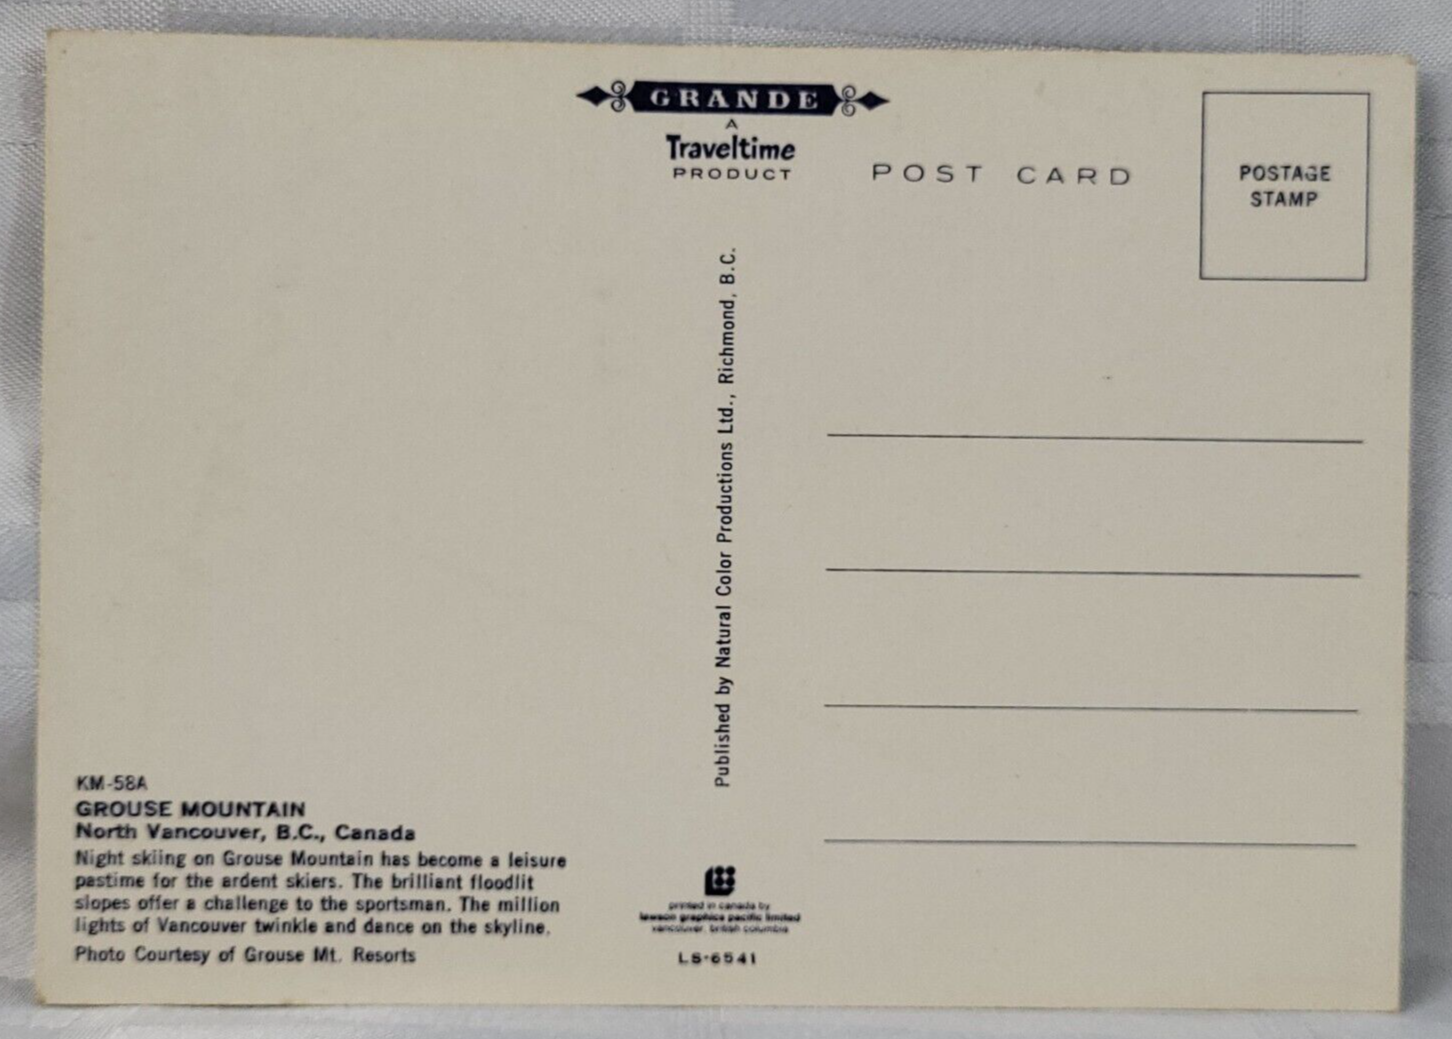 GRANDE
A
Traveltime
PRODUCT
POST CARD
POSTAGE
STAMP
Published by Natural Color Productions Ltd., Richmond, B.C.
KM-58A
GROUSE MOUNTAIN
North Vancouver, B.C., Canada
Night skiing on Grouse Mountain has become a leisure
pastime for the ardent skiers. The brilliant floodlit
slopes offer a challenge to the sportsman. The million
lights of Vancouver twinkle and dance on the skyline.
Photo Courtesy of Grouse Mt. Resorts
printed in canada by
lawson graphics pacific limited
vancouver, british columbia
LS-6541